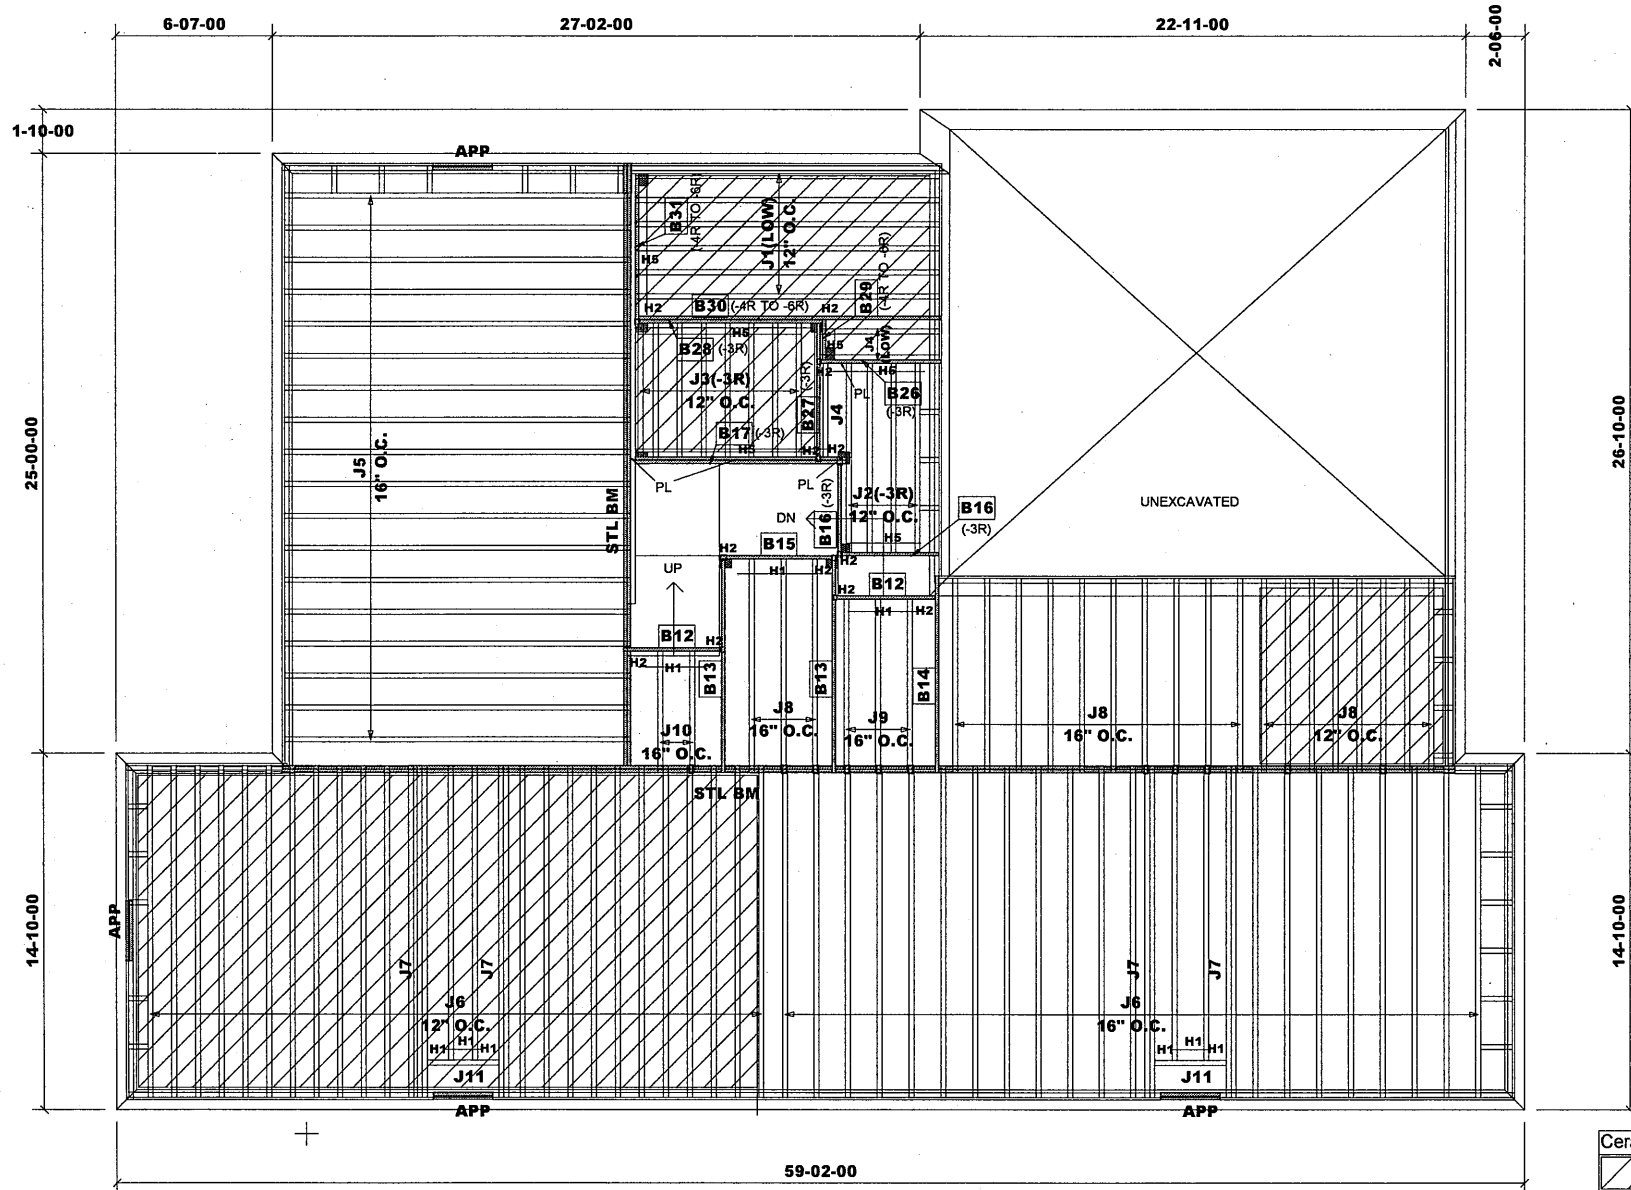 6-07-00
27-02-00
22-11-00
2-06-00
1-10-00
APP
B31
(-4R TO -6R)
J1(LOW)
12" O.C.
H5
B29
(-4R TO -6R)
H2
B30 (-4R TO -6R)
H2
H5
B28 (-3R)
H5
J4
(LOW)
H2
H5
PL
J3(-3R)
12" O.C.
B27 (-3R)
J4
B26
(-3R)
B17 (-3R)
H5
H2
H2
25-00-00
26-10-00
J5
16" O.C.
STL BM
PL
PL
J2(-3R)
12" O.C.
B16 (-3R)
DN
B16
(-3R)
UNEXCAVATED
H5
H2
B15
H2
H2
H1
UP
B12
H2
H1
H2
B12
H2
H2
H1
B13
B13
B14
J10
16" O.C.
J8
16" O.C.
J9
16" O.C.
J8
16" O.C.
J8
12" O.C.
STL BM
14-10-00
APP
J7
J7
J6
12" O.C.
H1
H1
H1
J11
APP
J7
J7
J6
16" O.C.
H1
H1
H1
J11
APP
14-10-00
59-02-00